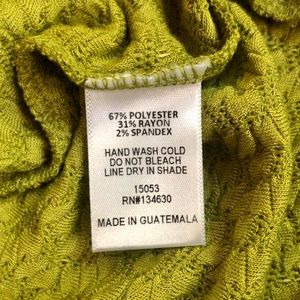 67% POLYESTER
31% RAYON
2% SPANDEX
HAND WASH COLD
DO NOT BLEACH
LINE DRY IN SHADE
15053
RN#134630
MADE IN GUATEMALA